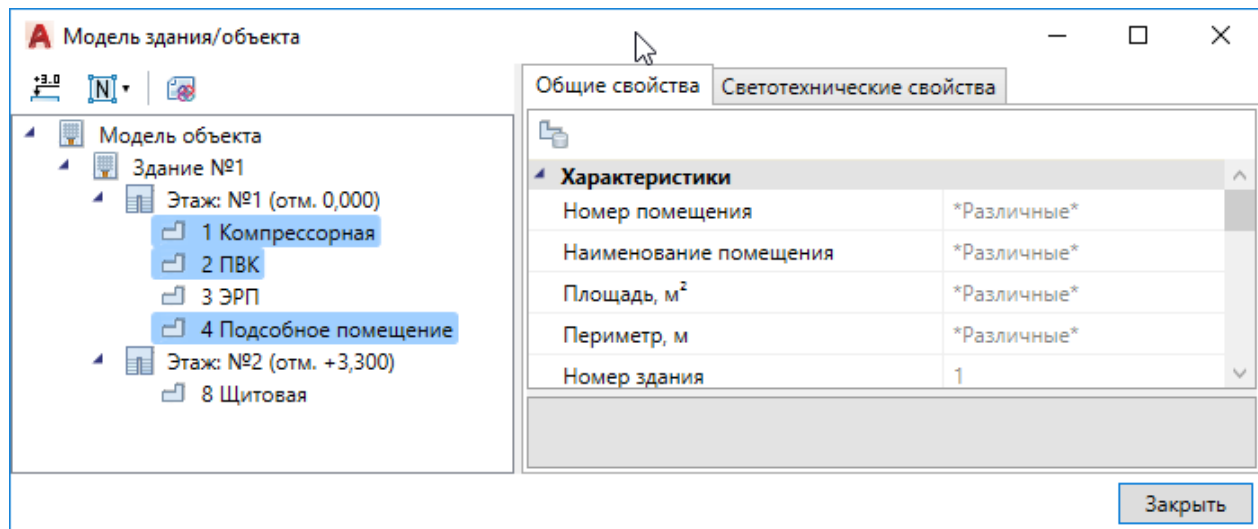 Модель здания/объекта
+3.0
N
Общие свойства
Светотехнические свойства
Модель объекта
Здание №1
Этаж: №1 (отм. 0,000)
1 Компрессорная
2 ПВК
3 ЭРП
4 Подсобное помещение
Этаж: №2 (отм. +3,300)
8 Щитовая
Характеристики
Номер помещения *Различные*
Наименование помещения *Различные*
Площадь, м² *Различные*
Периметр, м *Различные*
Номер здания 1
Закрыть